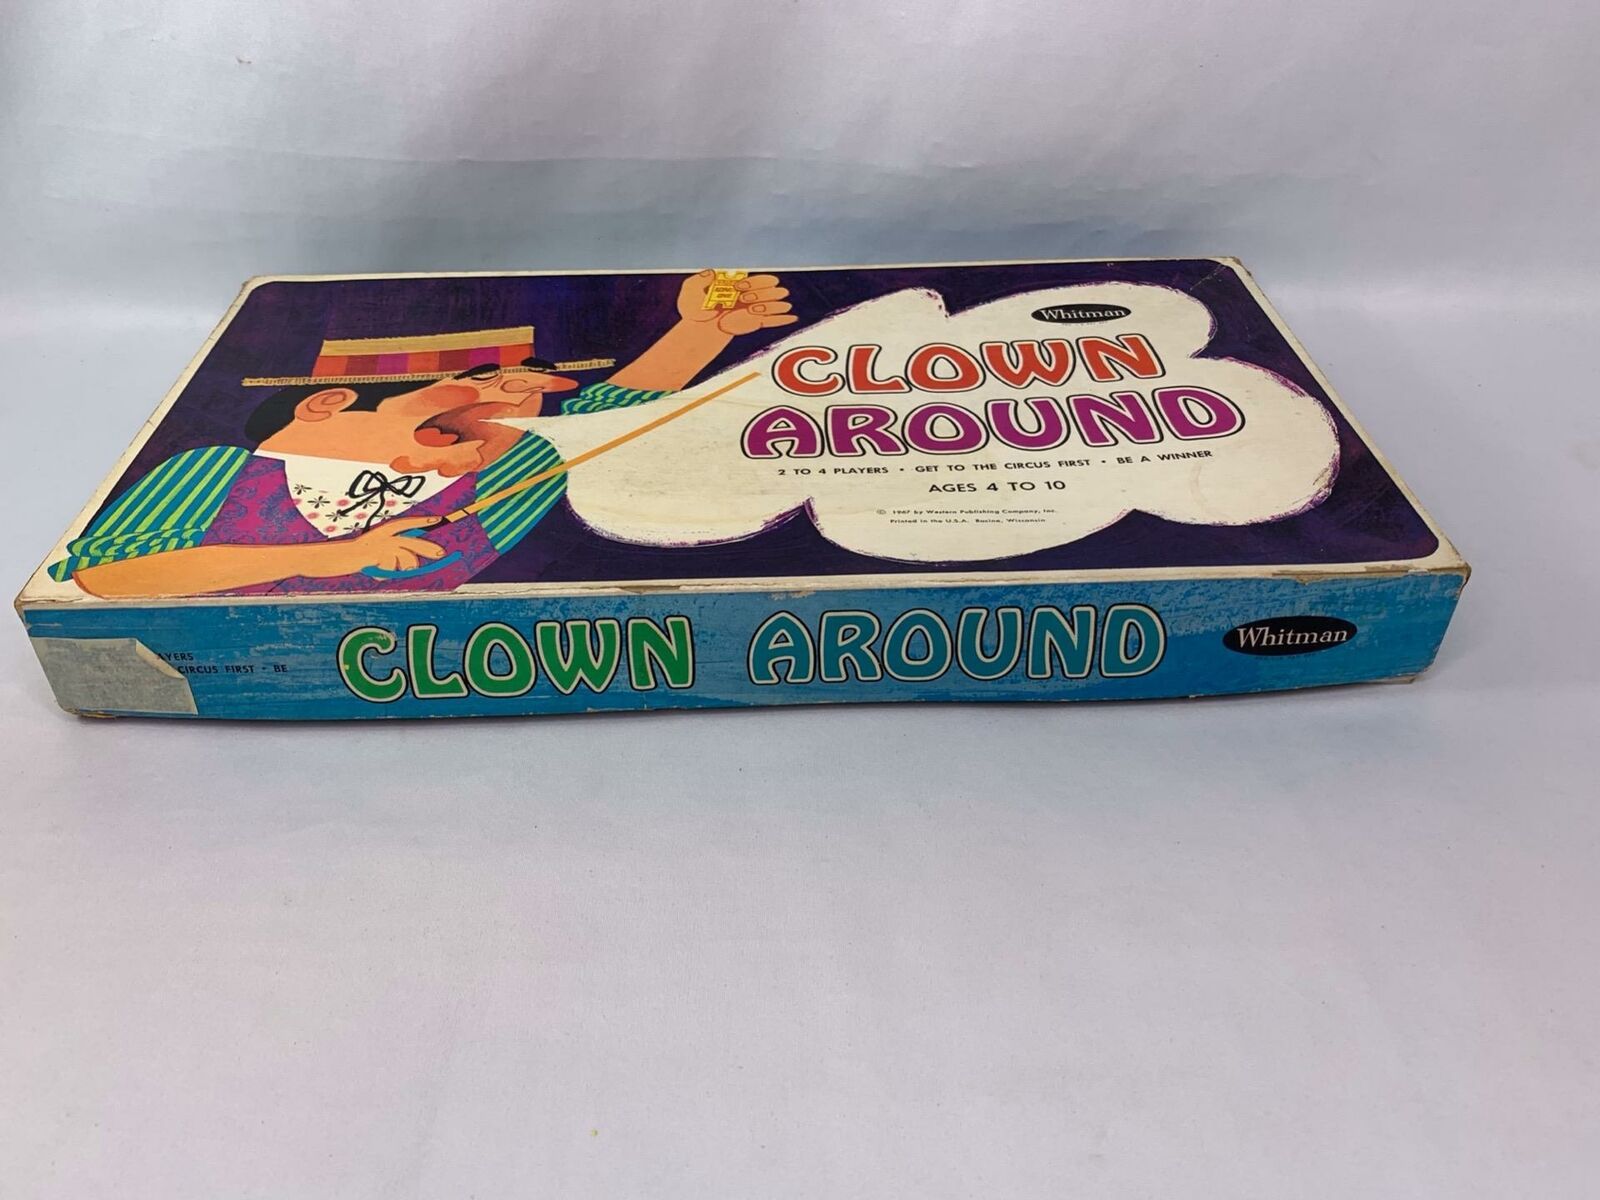 Whitman
CLOWN
AROUND
2 TO 4 PLAYERS • GET TO THE CIRCUS FIRST • BE A WINNER
AGES 4 TO 10
© 1967 by Western Publishing Company, Inc.
Printed in the U.S.A. Racine, Wisconsin
CIRCUS FIRST • BE
CLOWN AROUND
Whitman